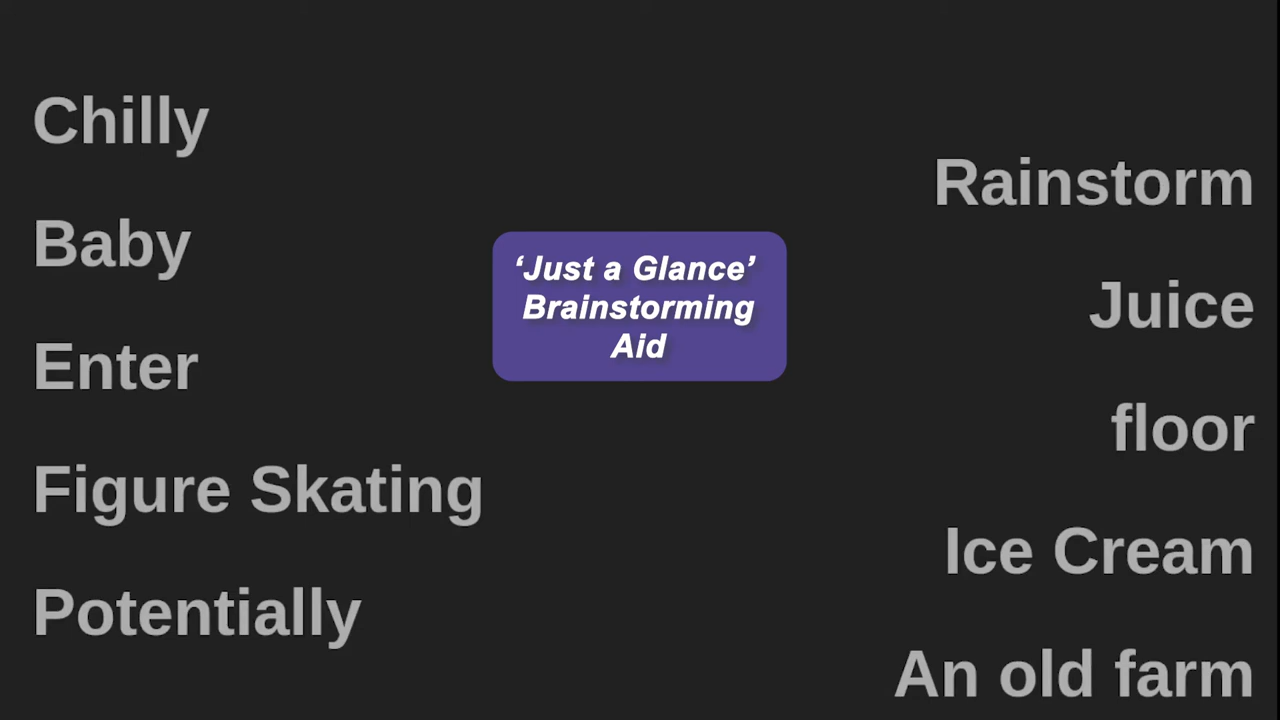 Chilly
Baby
Enter
Figure Skating
Potentially
‘Just a Glance’
Brainstorming
Aid
Rainstorm
Juice
floor
Ice Cream
An old farm